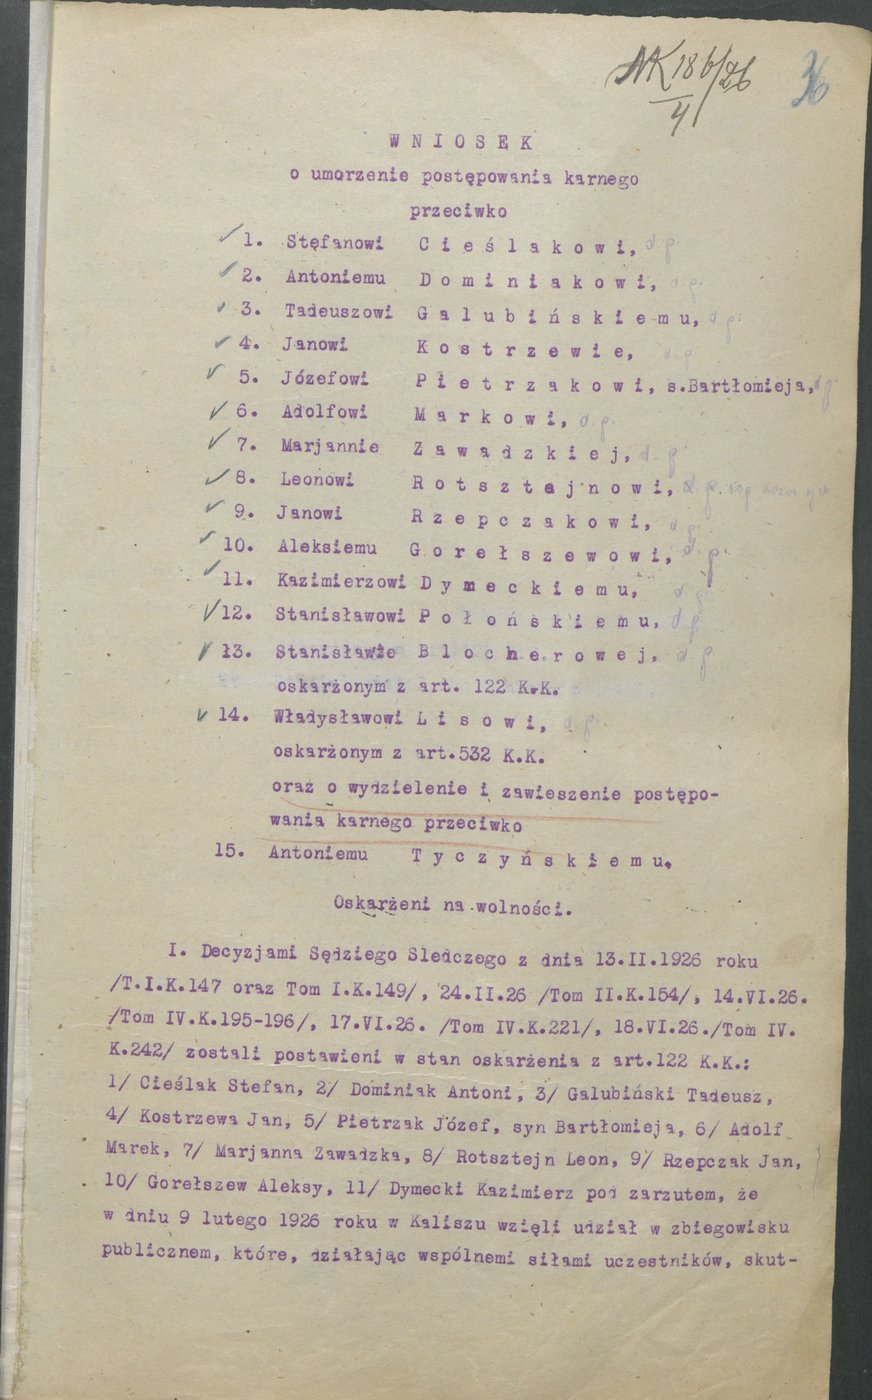 NK 186/26
4
36
W N I O S E K
o umorzenie postępowania karnego
przeciwko
1. Stefanowi C i e ś l a k o w i, d.p.
2. Antoniemu D o m i n i a k o w i, d.p.
3. Tadeuszowi G a l u b i ń s k i e m u, d.p.
4. Janowi K o s t r z e w i e, d.p.
5. Józefowi P i e t r z a k o w i, s.Bartłomieja, d.p.
6. Adolfowi M a r k o w i, d.p.
7. Marjannie Z a w a d z k i e j, d.p.
8. Leonowi R o t s z t e j n o w i, d.p.
9. Janowi R z e p c z a k o w i, d.p.
10. Aleksiemu G o r e ł s z e w o w i, d.p.
11. Kazimierzowi D y m e c k i e m u, d.p.
12. Stanisławowi P o ł o ń s k i e m u, d.p.
13. Stanisławie B l o c h e r o w e j, d.p.
oskarżonym z art. 122 K.K.
14. Władysławowi L i s o w i, d.p.
oskarżonym z art.532 K.K.
oraz o wydzielenie i zawieszenie postępo-
wania karnego przeciwko
15. Antoniemu T y c z y ń s k i e m u.
Oskarżeni na wolności.
I. Decyzjami Sędziego Sledczego z dnia 13.II.1926 roku
/T.I.K.147 oraz Tom I.K.149/, 24.II.26 /Tom II.K.154/, 14.VI.26.
/Tom IV.K.195-196/, 17.VI.26. /Tom IV.K.221/, 18.VI.26./Tom IV.
K.242/ zostali postawieni w stan oskarżenia z art.122 K.K.:
1/ Cieślak Stefan, 2/ Dominiak Antoni, 3/ Galubiński Tadeusz,
4/ Kostrzewa Jan, 5/ Pietrzak Józef, syn Bartłomieja, 6/ Adolf
Marek, 7/ Marjanna Zawadzka, 8/ Rotsztejn Leon, 9/ Rzepczak Jan,
10/ Gorełszew Aleksy, 11/ Dymecki Kazimierz pod zarzutem, że
w dniu 9 lutego 1926 roku w Kaliszu wzięli udział w zbiegowisku
publicznem, które, działając wspólnemi siłami uczestników, skut-